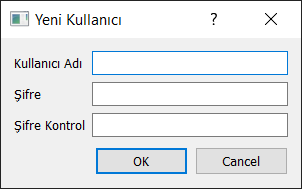 Yeni Kullanıcı
Kullanıcı Adı
Şifre
Şifre Kontrol
OK Cancel